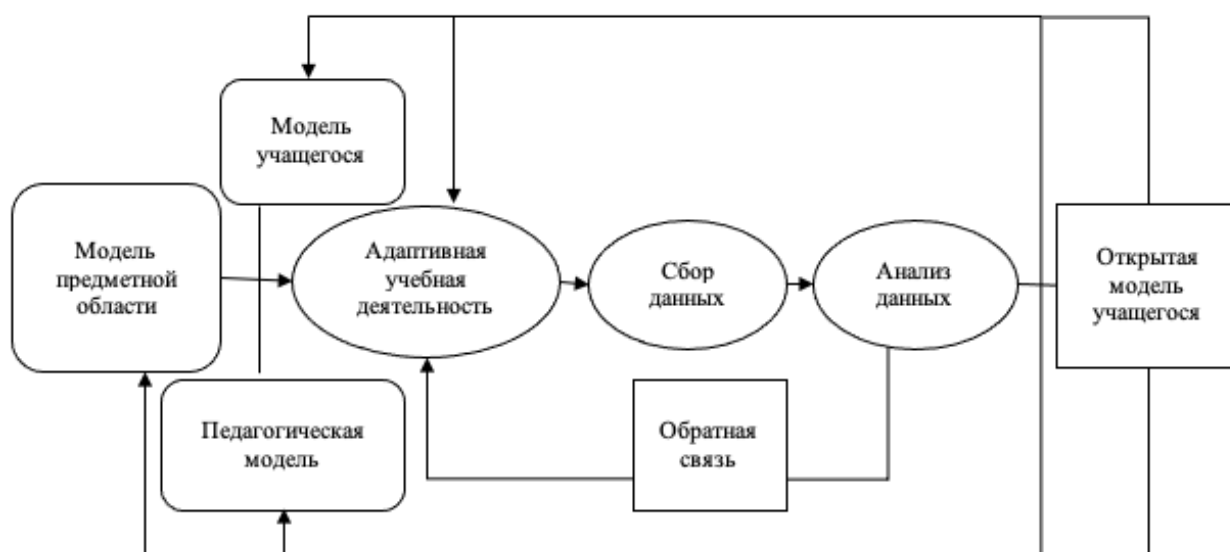 Модель
учащегося
Модель
предметной
области
Адаптивная
учебная
деятельность
Сбор
данных
Анализ
данных
Открытая
модель
учащегося
Педагогическая
модель
Обратная
связь